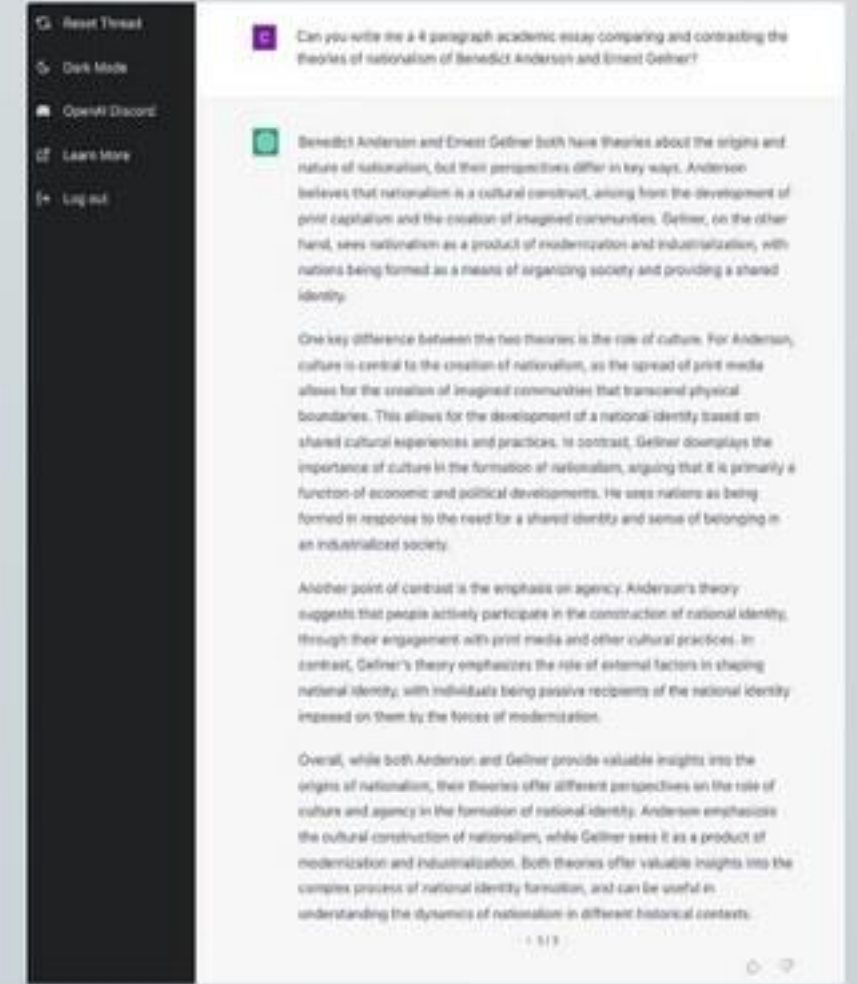 Reset Thread
Dark Mode
OpenAI Discord
Learn More
Log out
C
Can you write me a 4 paragraph academic essay comparing and contrasting the
theories of nationalism of Benedict Anderson and Ernest Gellner?
Benedict Anderson and Ernest Gellner both have theories about the origins and
nature of nationalism, but their perspectives differ in key ways. Anderson
believes that nationalism is a cultural construct, arising from the development of
print capitalism and the creation of imagined communities. Gellner, on the other
hand, sees nationalism as a product of modernization and industrialization, with
nations being formed as a means of organizing society and providing a shared
identity.
One key difference between the two theories is the role of culture. For Anderson,
culture is central to the creation of nationalism, as the spread of print media
allows for the creation of imagined communities that transcend physical
boundaries. This allows for the development of a national identity based on
shared cultural experiences and practices. In contrast, Gellner downplays the
importance of culture in the formation of nationalism, arguing that it is primarily a
function of economic and political developments. He sees nations as being
formed in response to the need for a shared identity and sense of belonging in
an industrialized society.
Another point of contrast is the emphasis on agency. Anderson's theory
suggests that people actively participate in the construction of national identity,
through their engagement with print media and other cultural practices. In
contrast, Gellner's theory emphasizes the role of external factors in shaping
national identity, with individuals being passive recipients of the national identity
imposed on them by the forces of modernization.
Overall, while both Anderson and Gellner provide valuable insights into the
origins of nationalism, their theories offer different perspectives on the role of
culture and agency in the formation of national identity. Anderson emphasizes
the cultural construction of nationalism, while Gellner sees it as a product of
modernization and industrialization. Both theories offer valuable insights into the
complex process of national identity formation, and can be useful in
understanding the dynamics of nationalism in different historical contexts.